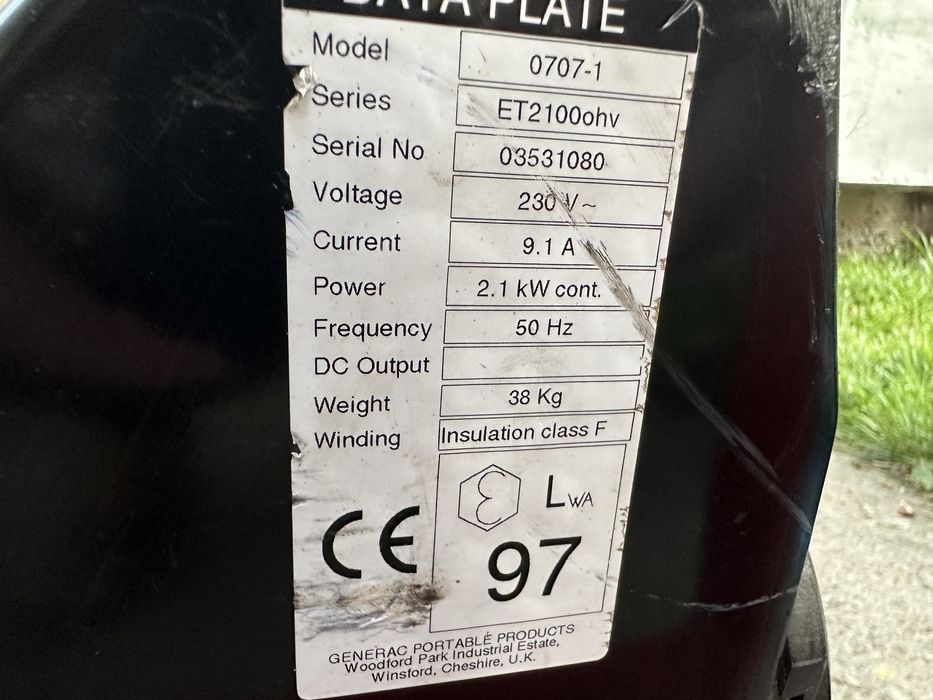 DATA PLATE
Model 0707-1
Series ET2100ohv
Serial No 03531080
Voltage 230 V~
Current 9.1 A
Power 2.1 kW cont.
Frequency 50 Hz
DC Output
Weight 38 Kg
Winding Insulation class F
CE
ε LWA
97
GENERAC PORTABLE PRODUCTS
Woodford Park Industrial Estate,
Winsford, Cheshire, U.K.